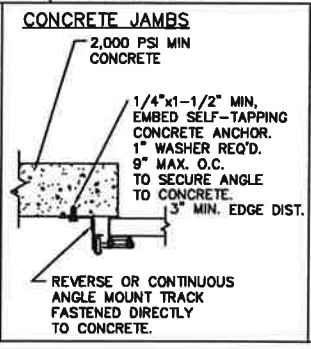 CONCRETE JAMBS
2,000 PSI MIN
CONCRETE
1/4"x1-1/2" MIN,
EMBED SELF-TAPPING
CONCRETE ANCHOR.
1" WASHER REQ'D.
9" MAX. O.C.
TO SECURE ANGLE
TO CONCRETE.
3" MIN. EDGE DIST.
REVERSE OR CONTINUOUS
ANGLE MOUNT TRACK
FASTENED DIRECTLY
TO CONCRETE.